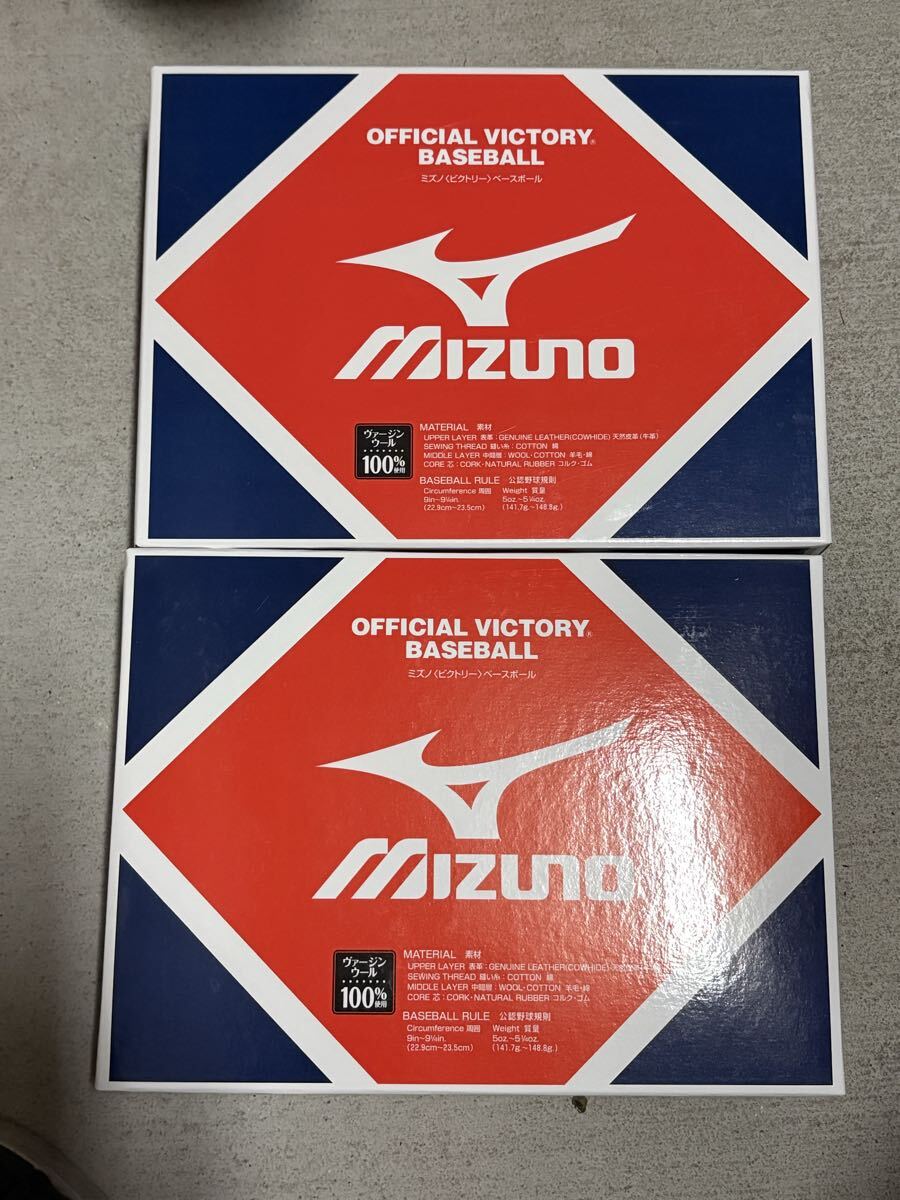 OFFICIAL VICTORY®
BASEBALL
ミズノ〈ビクトリー〉ベースボール
MIZUNO
ヴァージン
ウール
100%使用
MATERIAL 素材
UPPER LAYER 表革:GENUINE LEATHER(COWHIDE) 天然皮革(牛革)
SEWING THREAD 縫い糸:COTTON 綿
MIDDLE LAYER 中間層:WOOL・COTTON 羊毛・綿
CORE 芯:CORK・NATURAL RUBBER コルク・ゴム
BASEBALL RULE 公認野球規則
Circumference 周囲 Weight 質量
9in~9¼in. 5oz.~5¼oz.
(22.9cm~23.5cm) (141.7g.~148.8g.)
OFFICIAL VICTORY®
BASEBALL
ミズノ〈ビクトリー〉ベースボール
MIZUNO
ヴァージン
ウール
100%使用
MATERIAL 素材
UPPER LAYER 表革:GENUINE LEATHER(COWHIDE)
SEWING THREAD 縫い糸:COTTON 綿
MIDDLE LAYER 中間層:WOOL・COTTON 羊毛・綿
CORE 芯:CORK・NATURAL RUBBER コルク・ゴム
BASEBALL RULE 公認野球規則
Circumference 周囲 Weight 質量
9in~9¼in. 5oz.~5¼oz.
(22.9cm~23.5cm) (141.7g.~148.8g.)